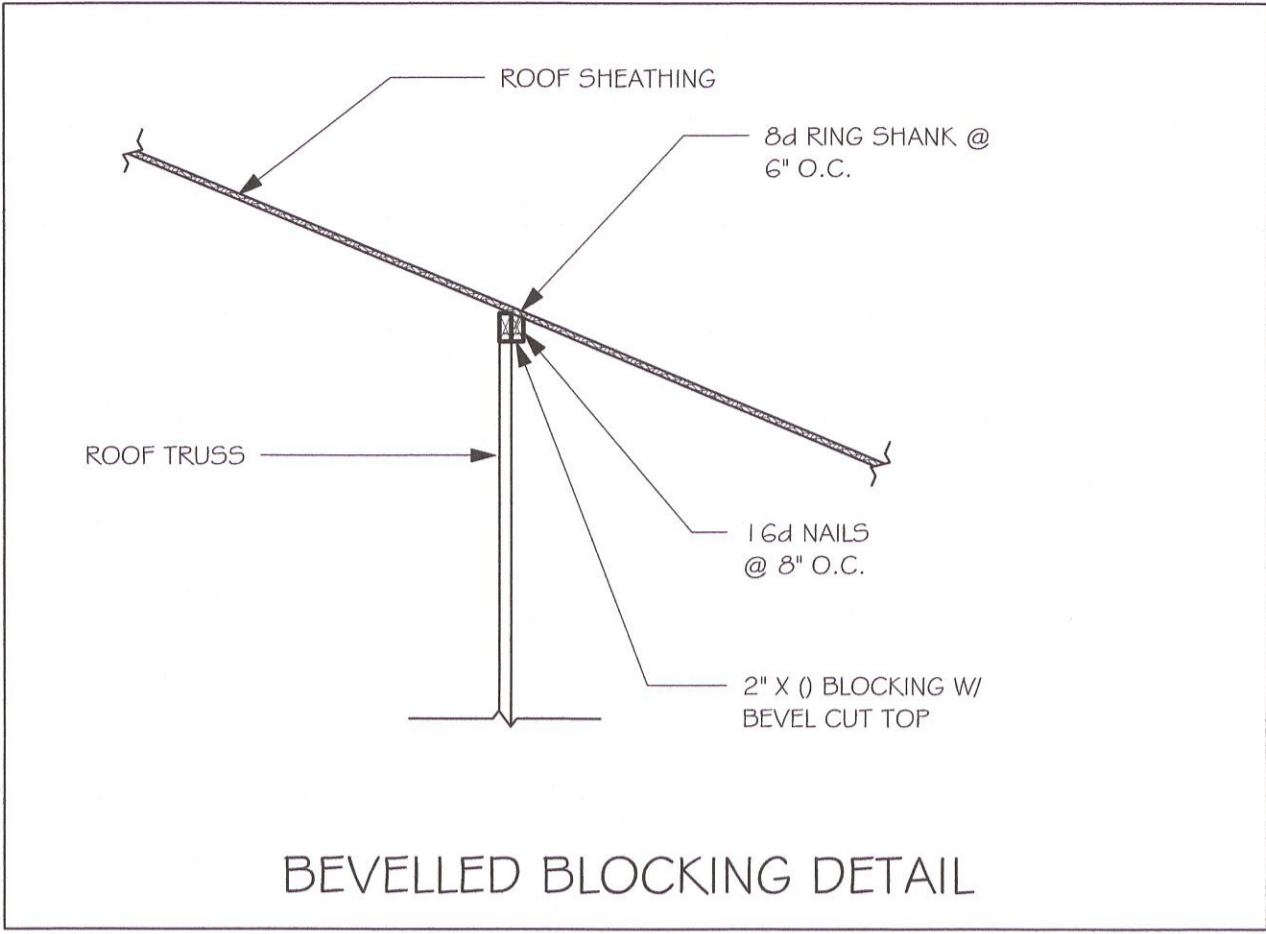 ROOF SHEATHING
8d RING SHANK @
6" O.C.
ROOF TRUSS
16d NAILS
@ 8" O.C.
2" X () BLOCKING W/
BEVEL CUT TOP
BEVELLED BLOCKING DETAIL